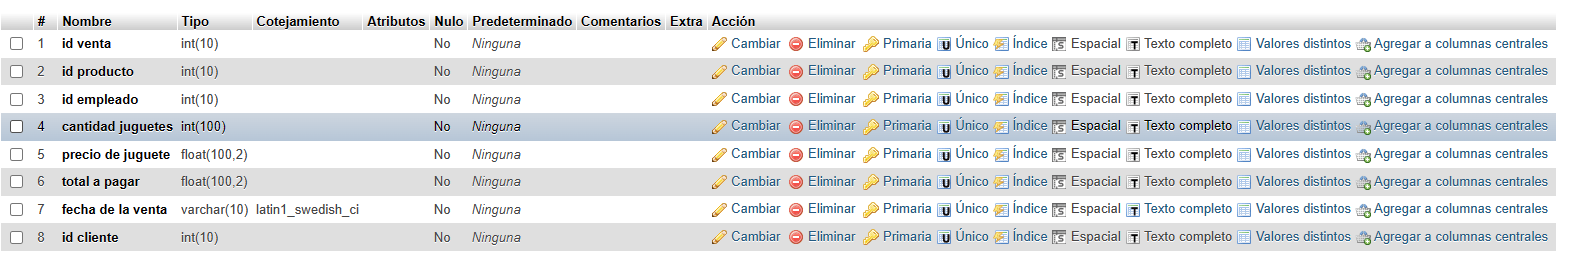 # Nombre Tipo Cotejamiento Atributos Nulo Predeterminado Comentarios Extra Acción
1 id venta int(10) No Ninguna Cambiar Eliminar Primaria Único Índice Espacial Texto completo Valores distintos Agregar a columnas centrales
2 id producto int(10) No Ninguna Cambiar Eliminar Primaria Único Índice Espacial Texto completo Valores distintos Agregar a columnas centrales
3 id empleado int(10) No Ninguna Cambiar Eliminar Primaria Único Índice Espacial Texto completo Valores distintos Agregar a columnas centrales
4 cantidad juguetes int(100) No Ninguna Cambiar Eliminar Primaria Único Índice Espacial Texto completo Valores distintos Agregar a columnas centrales
5 precio de juguete float(100,2) No Ninguna Cambiar Eliminar Primaria Único Índice Espacial Texto completo Valores distintos Agregar a columnas centrales
6 total a pagar float(100,2) No Ninguna Cambiar Eliminar Primaria Único Índice Espacial Texto completo Valores distintos Agregar a columnas centrales
7 fecha de la venta varchar(10) latin1_swedish_ci No Ninguna Cambiar Eliminar Primaria Único Índice Espacial Texto completo Valores distintos Agregar a columnas centrales
8 id cliente int(10) No Ninguna Cambiar Eliminar Primaria Único Índice Espacial Texto completo Valores distintos Agregar a columnas centrales